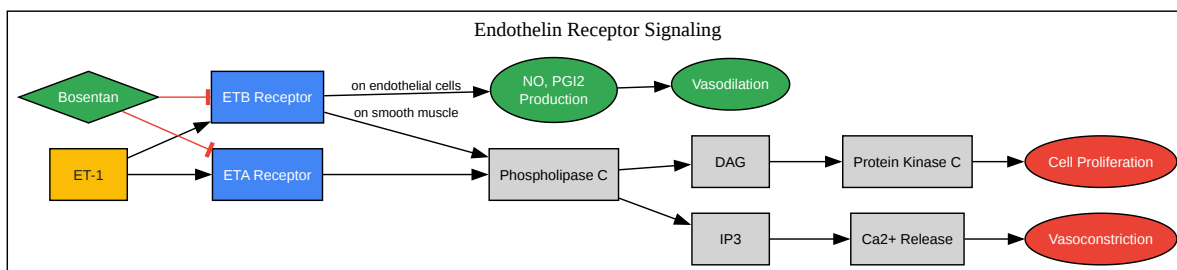 Endothelin Receptor Signaling
Bosentan
ETB Receptor
on endothelial cells
NO, PGI2
Production
Vasodilation
on smooth muscle
ET-1
ETA Receptor
Phospholipase C
DAG
Protein Kinase C
Cell Proliferation
IP3
Ca2+ Release
Vasoconstriction